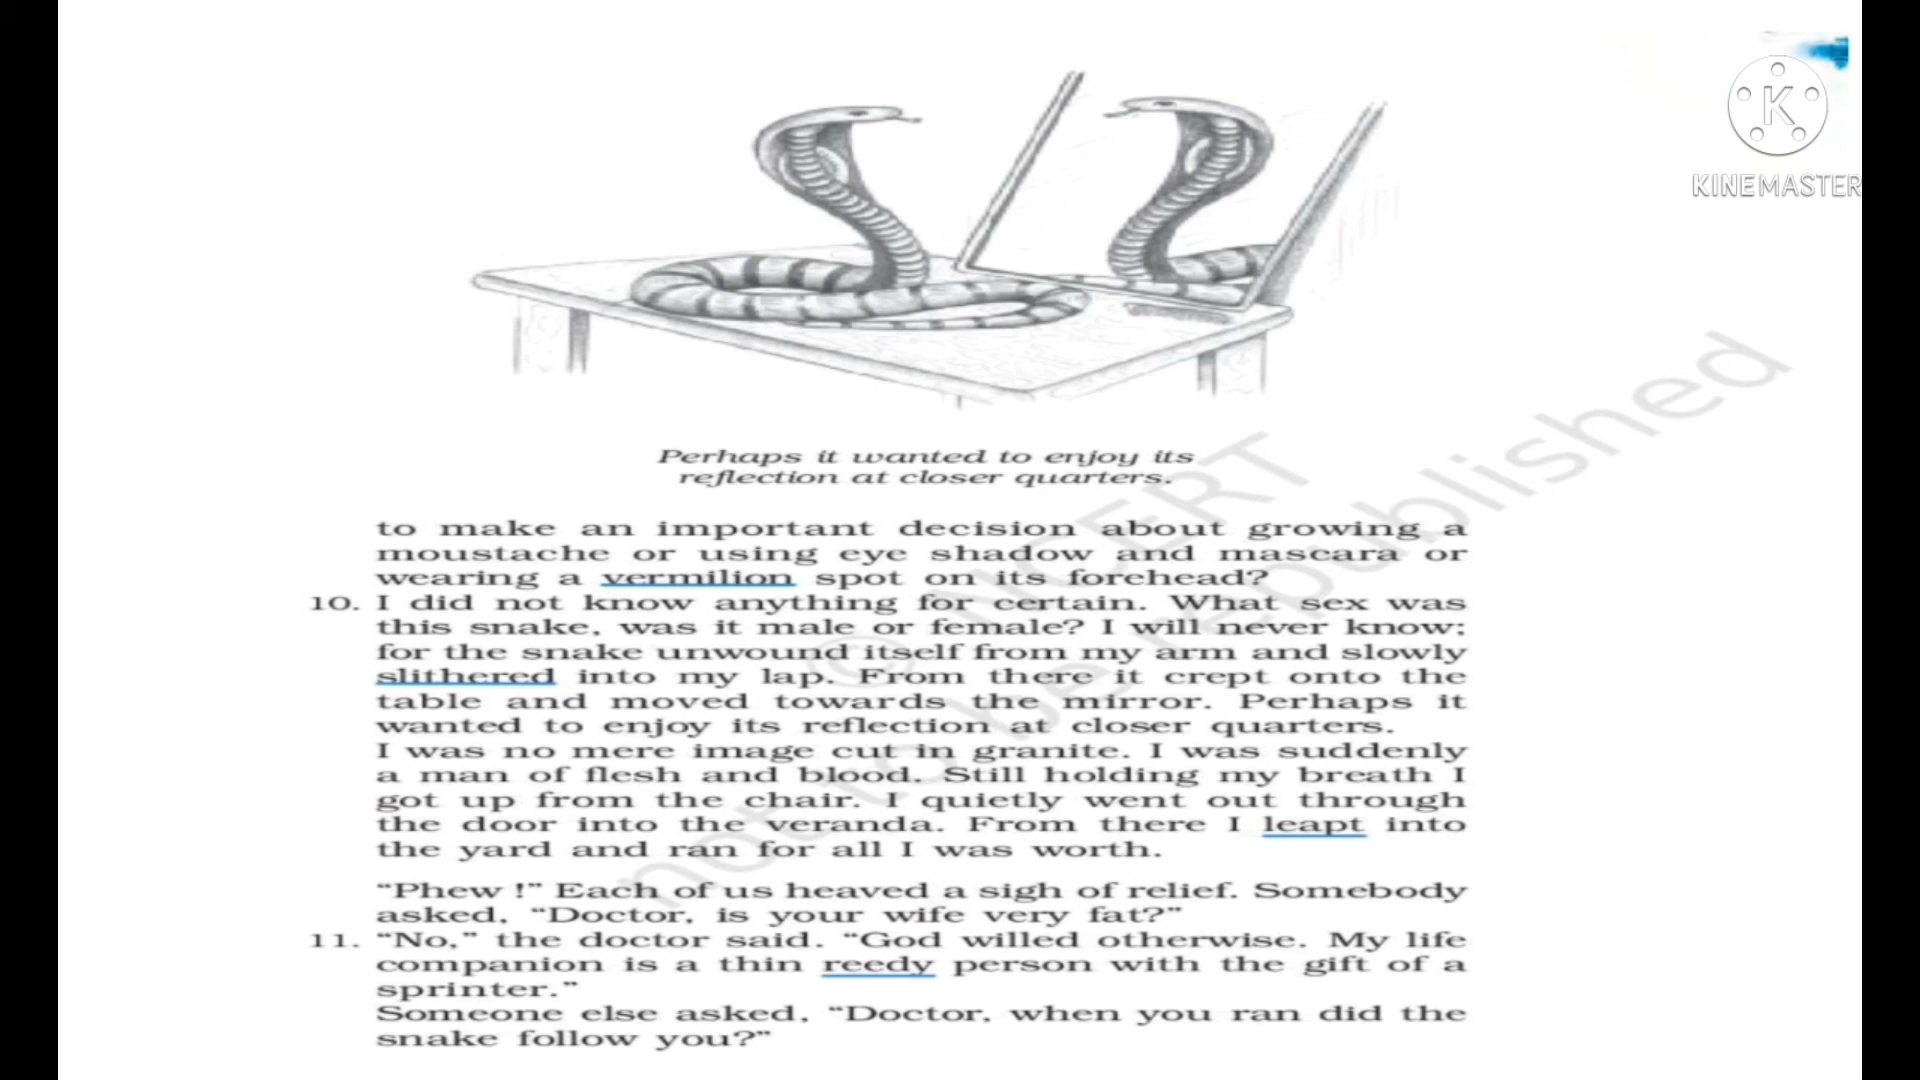 K
KINEMASTER
Perhaps it wanted to enjoy its
reflection at closer quarters.
to make an important decision about growing a
moustache or using eye shadow and mascara or
wearing a vermilion spot on its forehead?
10. I did not know anything for certain. What sex was
this snake, was it male or female? I will never know;
for the snake unwound itself from my arm and slowly
slithered into my lap. From there it crept onto the
table and moved towards the mirror. Perhaps it
wanted to enjoy its reflection at closer quarters.
I was no mere image cut in granite. I was suddenly
a man of flesh and blood. Still holding my breath I
got up from the chair. I quietly went out through
the door into the veranda. From there I leapt into
the yard and ran for all I was worth.
“Phew !” Each of us heaved a sigh of relief. Somebody
asked, “Doctor, is your wife very fat?”
11. “No,” the doctor said. “God willed otherwise. My life
companion is a thin reedy person with the gift of a
sprinter.”
Someone else asked, “Doctor, when you ran did the
snake follow you?”
© NCERT
not to be republished